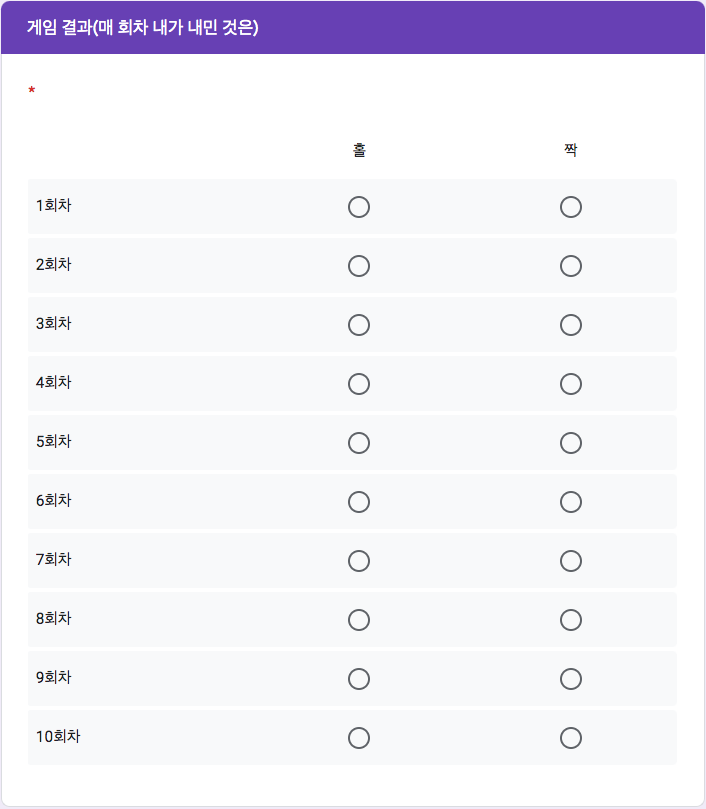 게임 결과(매 회차 내가 내민 것은)
*
홀 짝
1회차
2회차
3회차
4회차
5회차
6회차
7회차
8회차
9회차
10회차